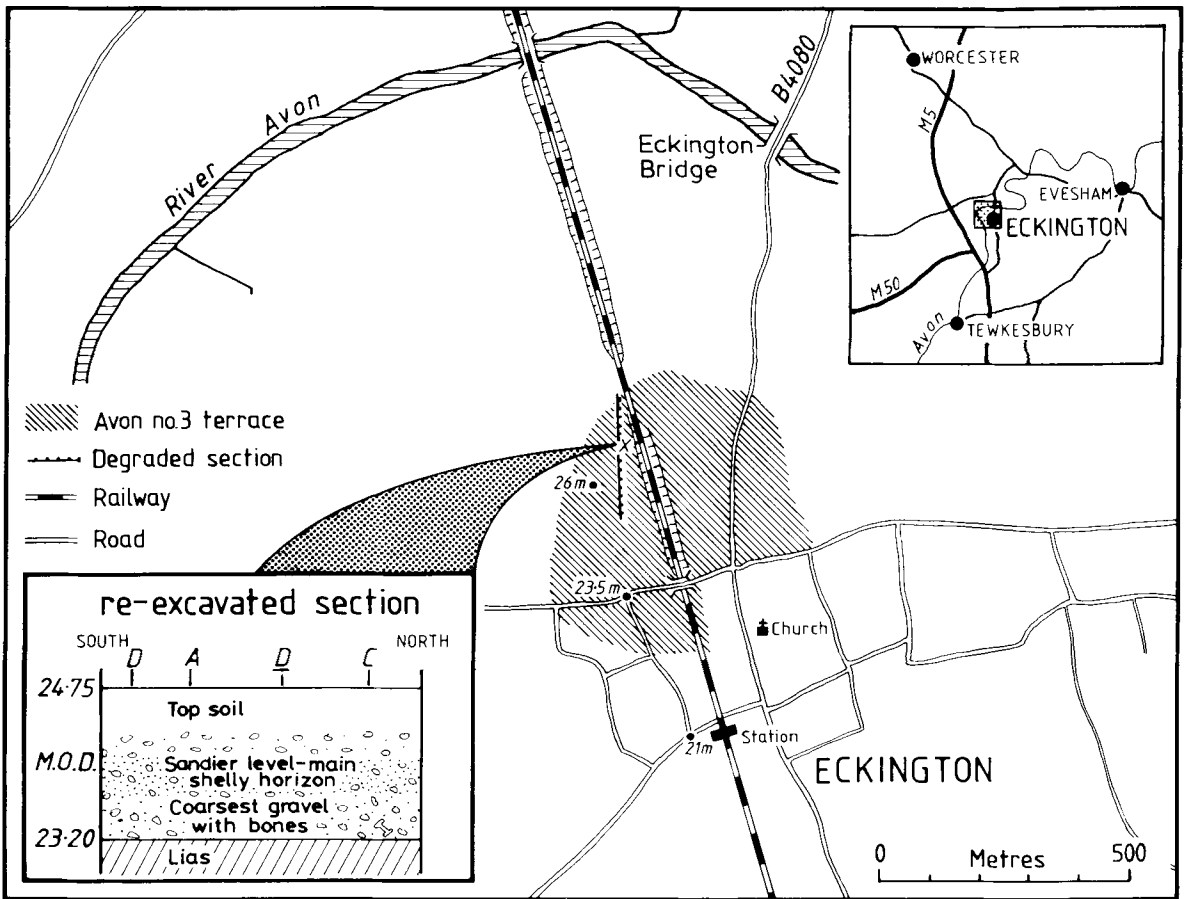 River Avon
B4080
Eckington
Bridge
WORCESTER
M5
EVESHAM
ECKINGTON
M50
Avon
TEWKESBURY
Avon no.3 terrace
Degraded section
Railway
Road
X
26m
23·5m
Church
21m
Station
ECKINGTON
0 Metres 500
re-excavated section
SOUTH NORTH
D A D C
24·75
Top soil
M.O.D.
Sandier level-main
shelly horizon
Coarsest gravel
with bones
23·20
Lias